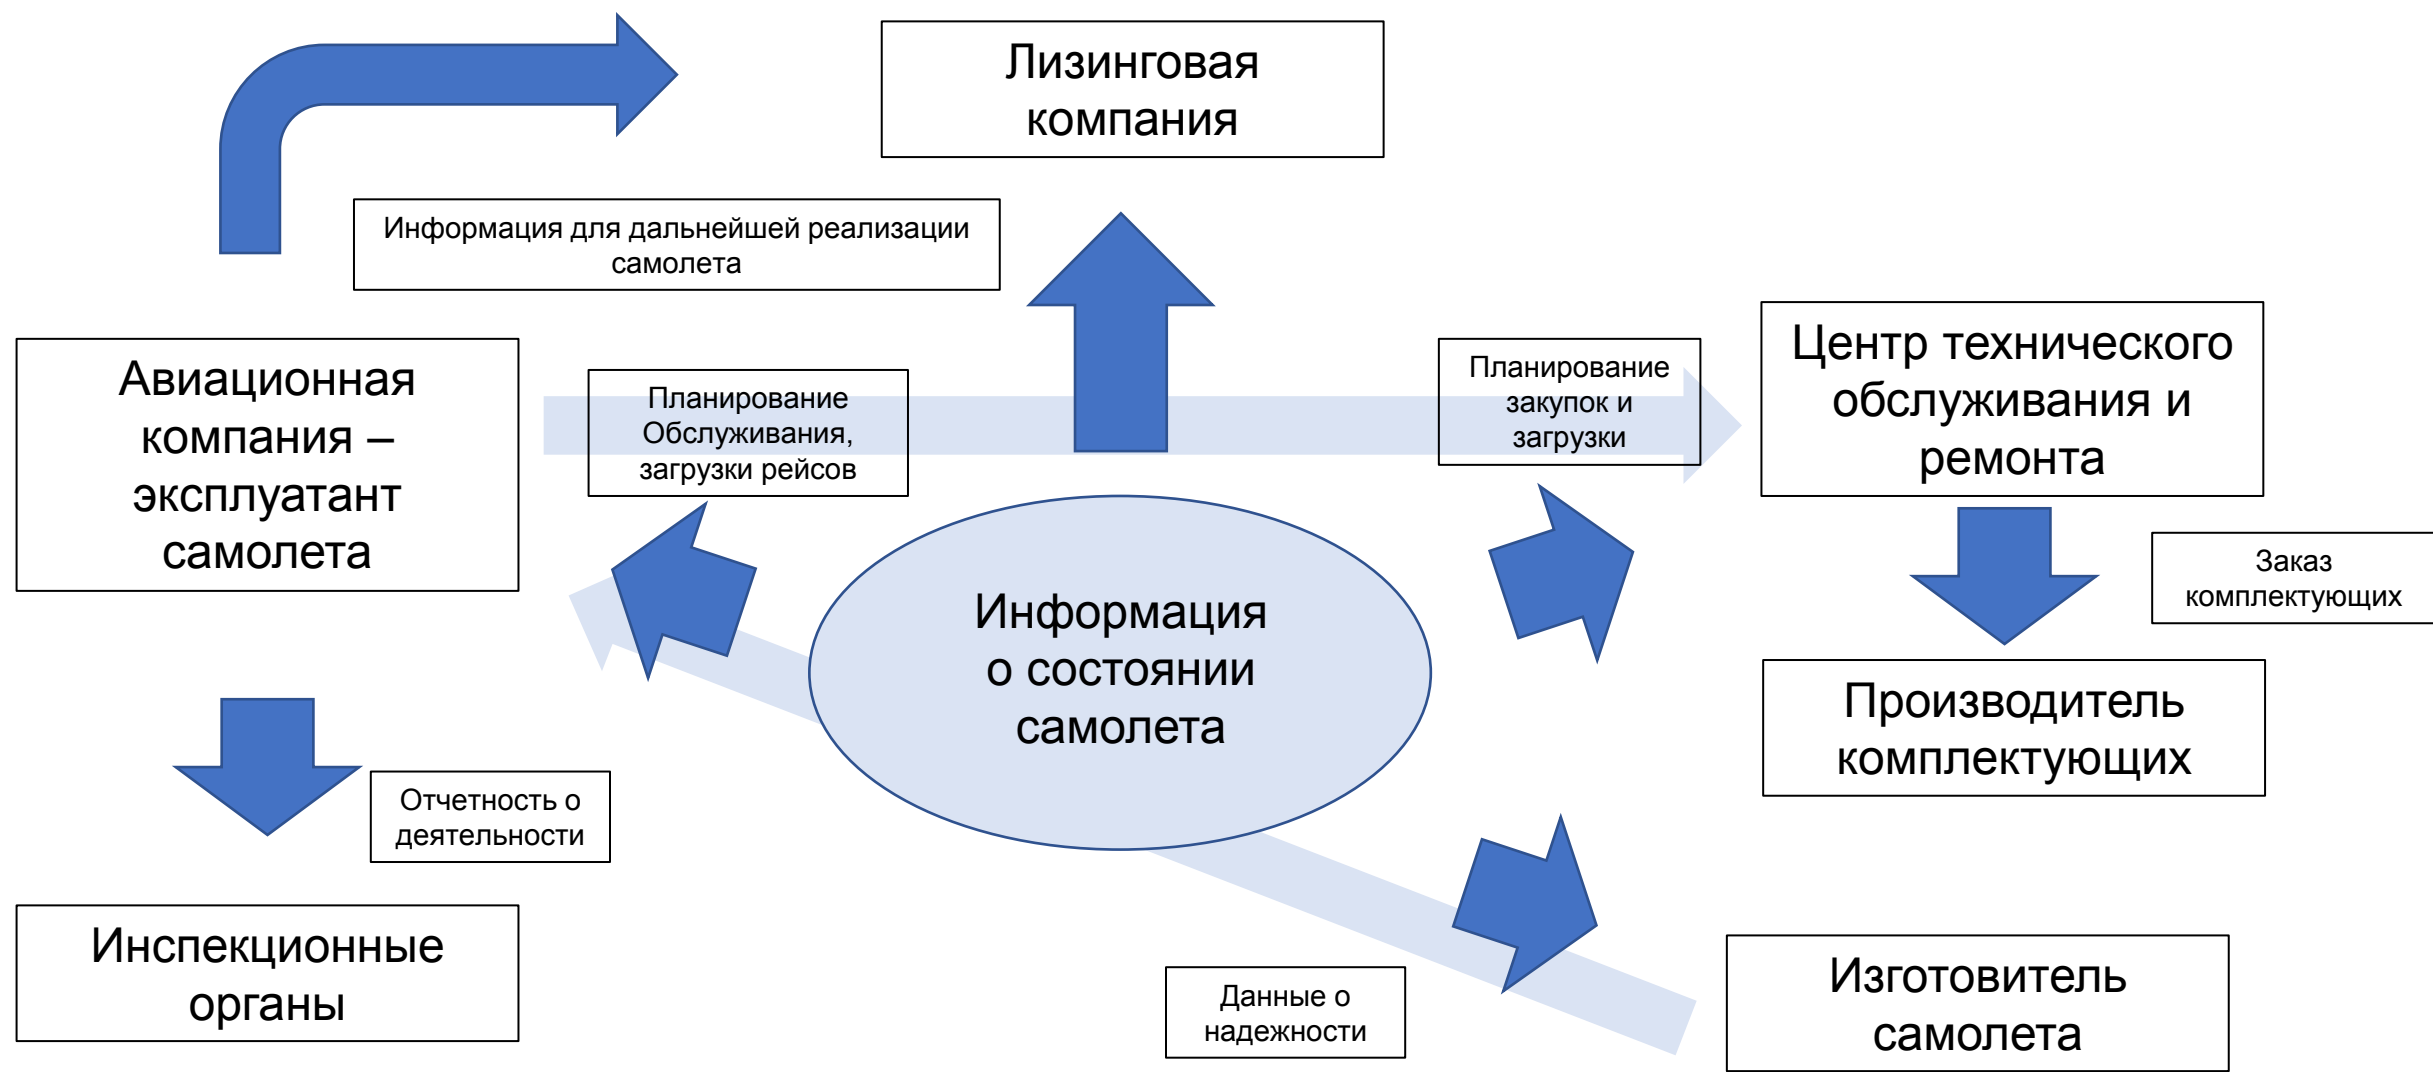 Лизинговая
компания
Информация для дальнейшей реализации
самолета
Авиационная
компания –
эксплуатант
самолета
Планирование
Обслуживания,
загрузки рейсов
Планирование
закупок и
загрузки
Центр технического
обслуживания и
ремонта
Заказ
комплектующих
Информация
о состоянии
самолета
Производитель
комплектующих
Отчетность о
деятельности
Инспекционные
органы
Данные о
надежности
Изготовитель
самолета